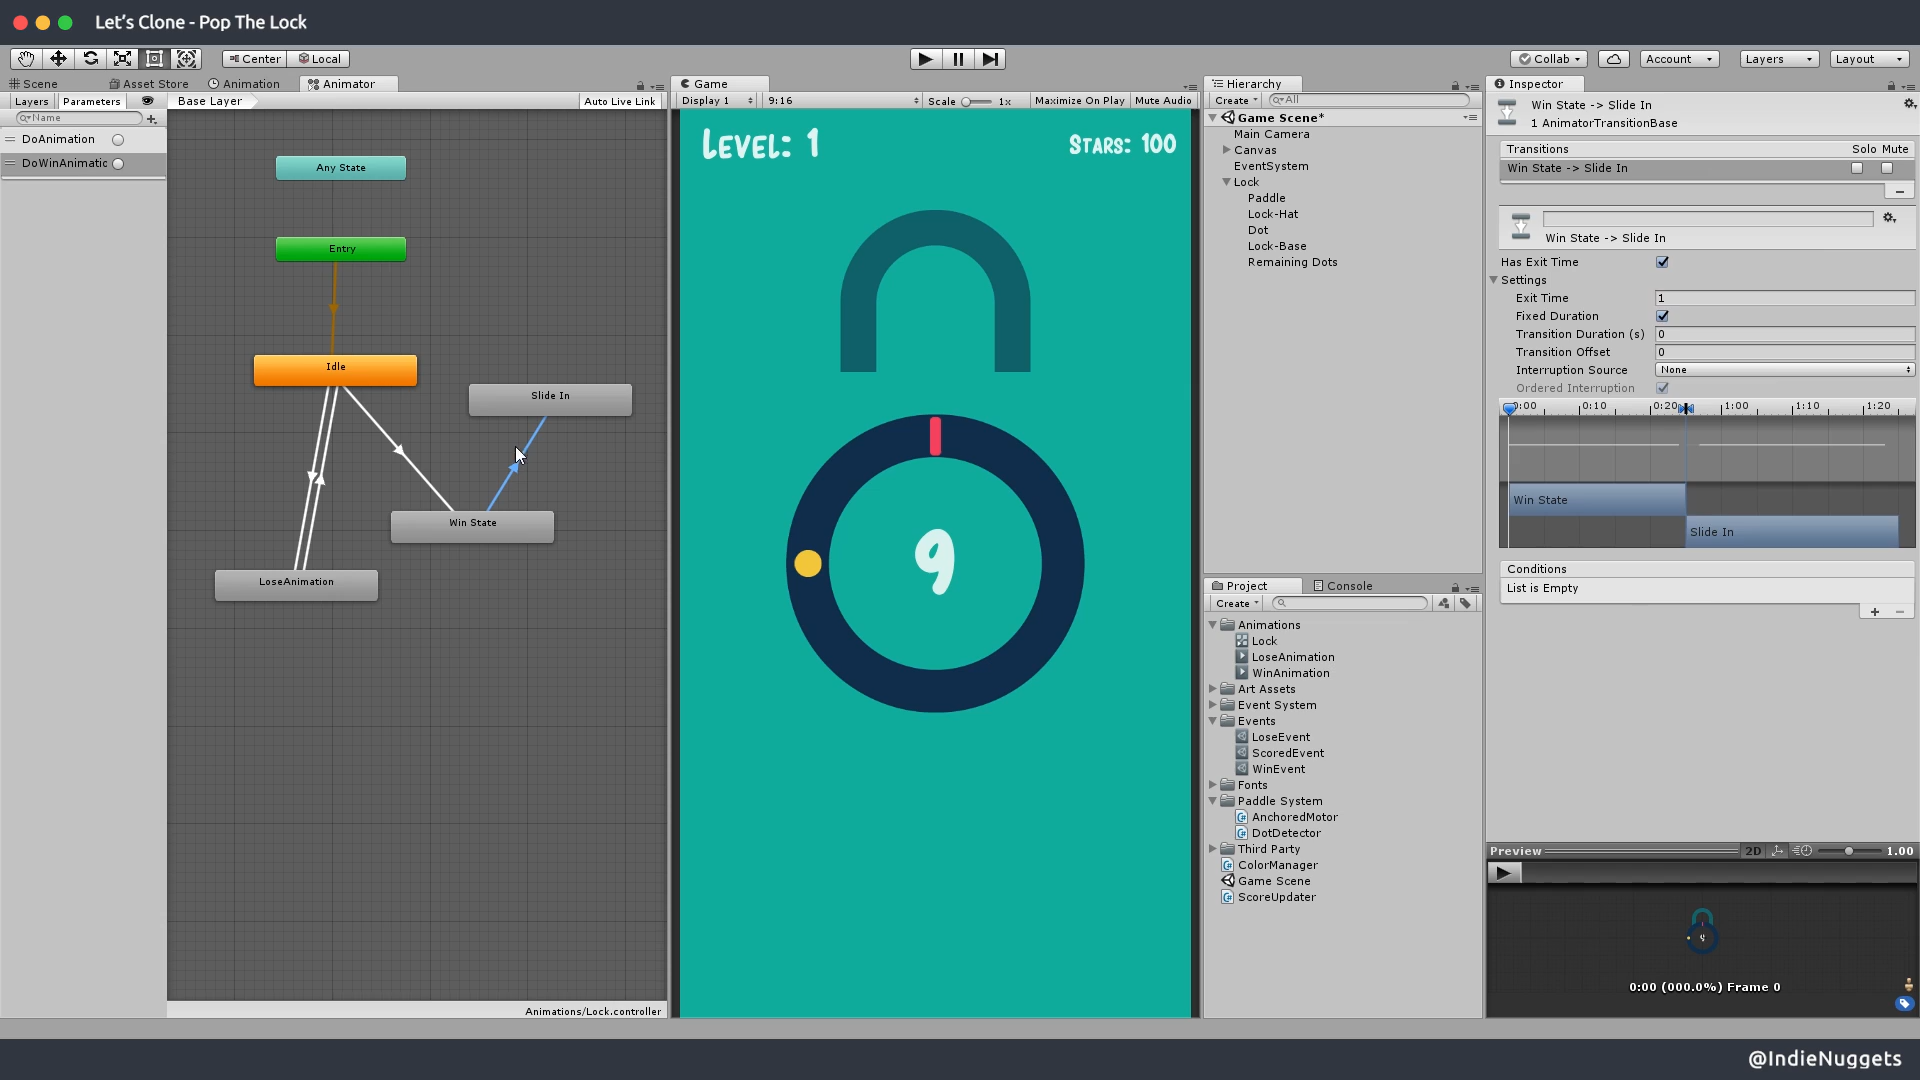 Let's Clone - Pop The Lock
Center
Local
Collab
Account
Layers
Layout
Scene
Asset Store
Animation
Animator
Layers
Parameters
Base Layer
Auto Live Link
Name
DoAnimation
DoWinAnimatic
Any State
Entry
Idle
Slide In
Win State
LoseAnimation
Animations/Lock.controller
Game
Display 1
9:16
Scale
1x
Maximize On Play
Mute Audio
Level: 1
Stars: 100
9
Hierarchy
Create
All
Game Scene*
Main Camera
Canvas
EventSystem
Lock
Paddle
Lock-Hat
Dot
Lock-Base
Remaining Dots
Project
Console
Create
Animations
Lock
LoseAnimation
WinAnimation
Art Assets
Event System
Events
LoseEvent
ScoredEvent
WinEvent
Fonts
Paddle System
AnchoredMotor
DotDetector
Third Party
ColorManager
Game Scene
ScoreUpdater
Inspector
Win State -> Slide In
1 AnimatorTransitionBase
Transitions Solo Mute
Win State -> Slide In
Win State -> Slide In
Has Exit Time
Settings
Exit Time 1
Fixed Duration
Transition Duration (s) 0
Transition Offset 0
Interruption Source None
Ordered Interruption
0:00 0:10 0:20 1:00 1:10 1:20
Win State
Slide In
Conditions
List is Empty
Preview 2D 1.00
9
0:00 (000.0%) Frame 0
@IndieNuggets